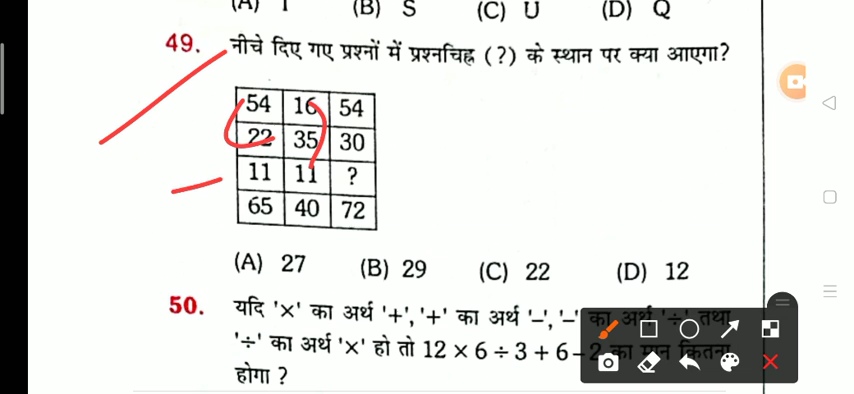 (A) I (B) S (C) U (D) Q
49. नीचे दिए गए प्रश्नों में प्रश्नचिह्न (?) के स्थान पर क्या आएगा?
54 16 54
22 35 30
11 11 ?
65 40 72
(A) 27 (B) 29 (C) 22 (D) 12
50. यदि '×' का अर्थ '+', '+' का अर्थ '–', '–' का अर्थ '÷' तथा
'÷' का अर्थ '×' हो तो 12 × 6 ÷ 3 + 6 – 2 का मान कितना
होगा ?